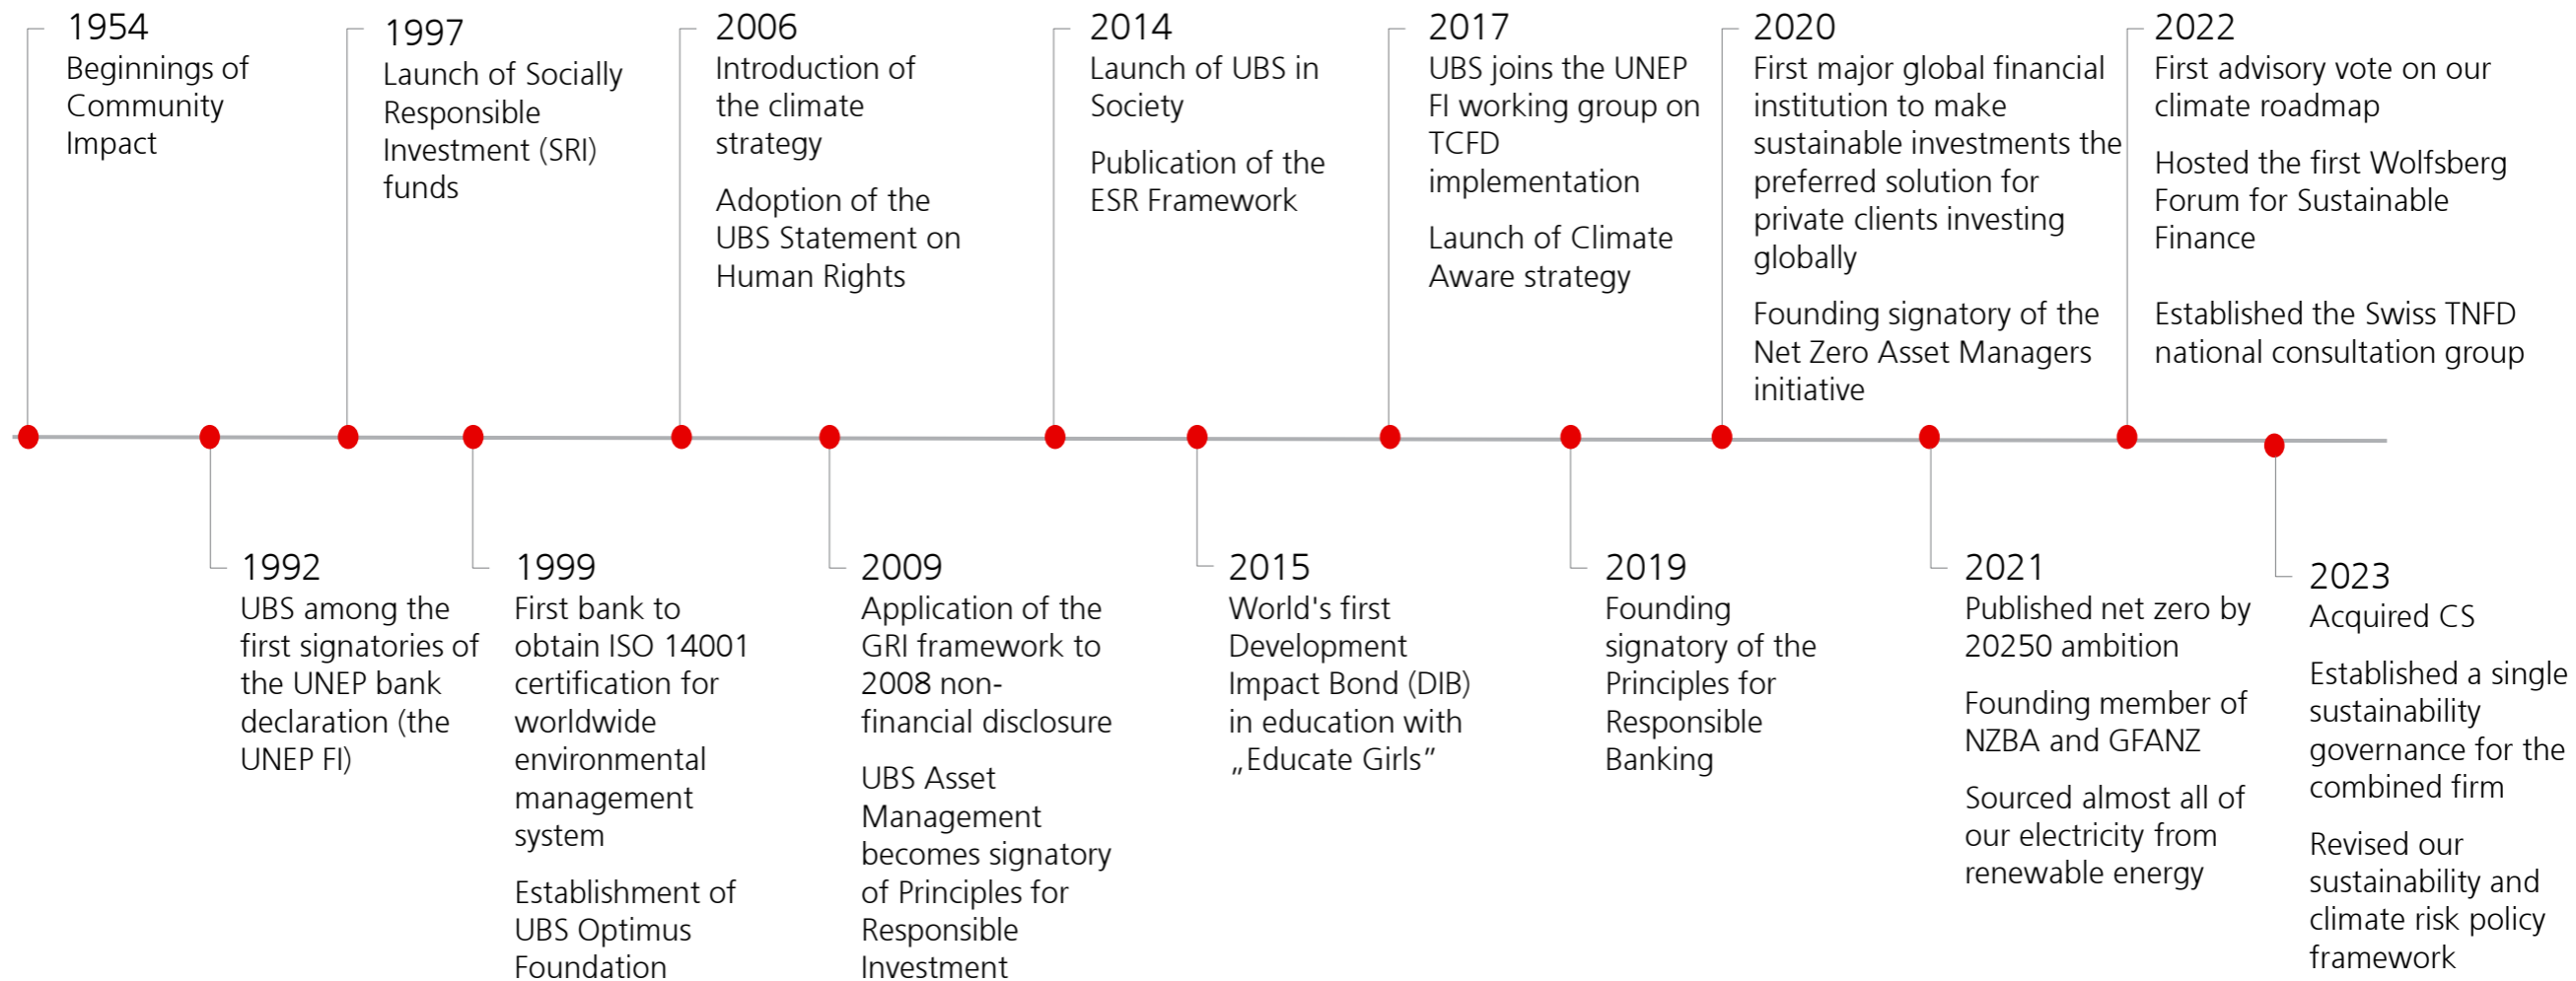 1954
Beginnings of
Community
Impact
1997
Launch of Socially
Responsible
Investment (SRI)
funds
2006
Introduction of
the climate
strategy
Adoption of the
UBS Statement on
Human Rights
2014
Launch of UBS in
Society
Publication of the
ESR Framework
2017
UBS joins the UNEP
FI working group on
TCFD
implementation
Launch of Climate
Aware strategy
2020
First major global financial
institution to make
sustainable investments the
preferred solution for
private clients investing
globally
Founding signatory of the
Net Zero Asset Managers
initiative
2022
First advisory vote on our
climate roadmap
Hosted the first Wolfsberg
Forum for Sustainable
Finance
Established the Swiss TNFD
national consultation group
1992
UBS among the
first signatories of
the UNEP bank
declaration (the
UNEP FI)
1999
First bank to
obtain ISO 14001
certification for
worldwide
environmental
management
system
Establishment of
UBS Optimus
Foundation
2009
Application of the
GRI framework to
2008 non-
financial disclosure
UBS Asset
Management
becomes signatory
of Principles for
Responsible
Investment
2015
World's first
Development
Impact Bond (DIB)
in education with
„Educate Girls”
2019
Founding
signatory of the
Principles for
Responsible
Banking
2021
Published net zero by
20250 ambition
Founding member of
NZBA and GFANZ
Sourced almost all of
our electricity from
renewable energy
2023
Acquired CS
Established a single
sustainability
governance for the
combined firm
Revised our
sustainability and
climate risk policy
framework